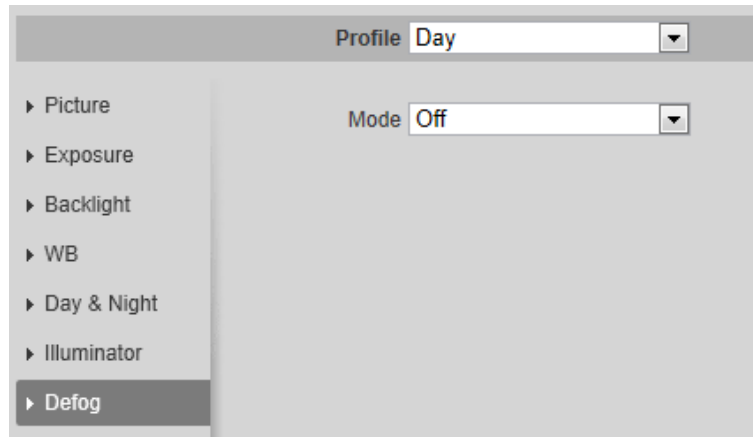 Profile Day
Mode Off
Picture
Exposure
Backlight
WB
Day & Night
Illuminator
Defog